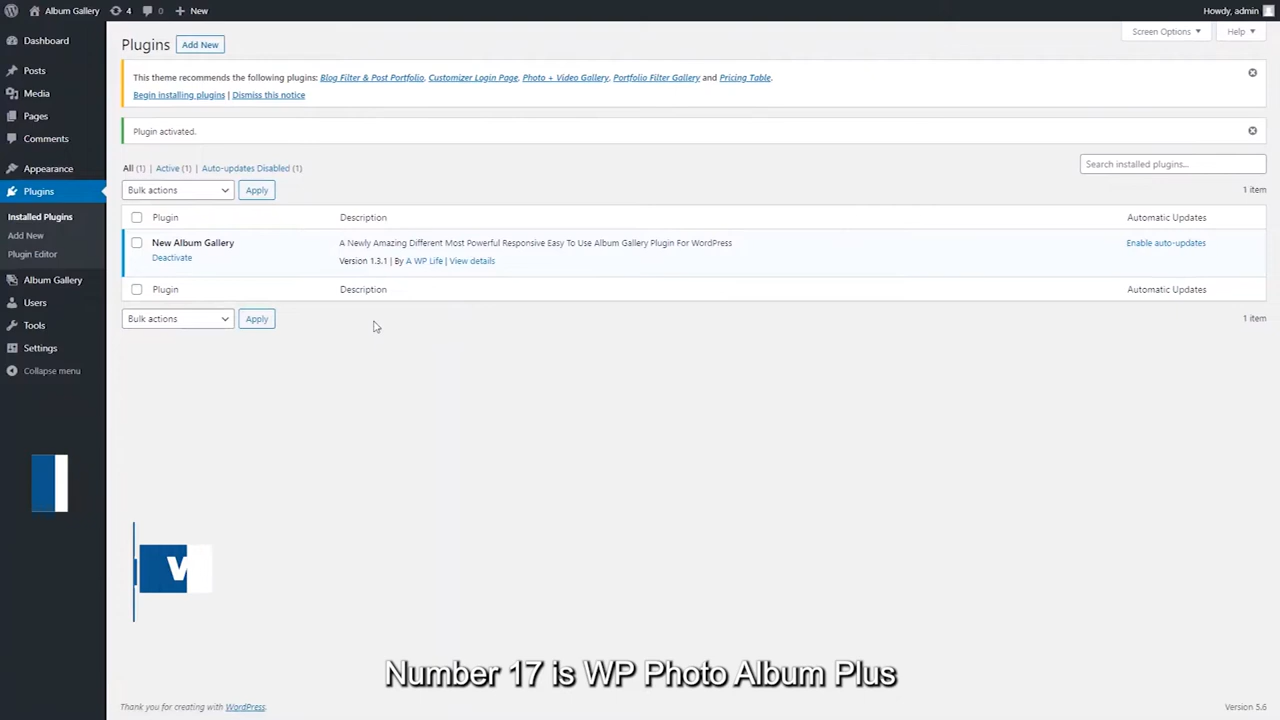 Album Gallery 4 0 New Howdy, admin
Dashboard
Posts
Media
Pages
Comments
Appearance
Plugins
Installed Plugins
Add New
Plugin Editor
Album Gallery
Users
Tools
Settings
Collapse menu
Screen Options Help
Plugins Add New
This theme recommends the following plugins: Blog Filter & Post Portfolio, Customizer Login Page, Photo + Video Gallery, Portfolio Filter Gallery and Pricing Table.
Begin installing plugins | Dismiss this notice
Plugin activated.
All (1) | Active (1) | Auto-updates Disabled (1)
Search installed plugins...
Bulk actions Apply 1 item
Plugin Description Automatic Updates
New Album Gallery A Newly Amazing Different Most Powerful Responsive Easy To Use Album Gallery Plugin For WordPress Enable auto-updates
Deactivate Version 1.3.1 | By A WP Life | View details
Plugin Description Automatic Updates
Bulk actions Apply 1 item
Number 17 is WP Photo Album Plus
Thank you for creating with WordPress. Version 5.6